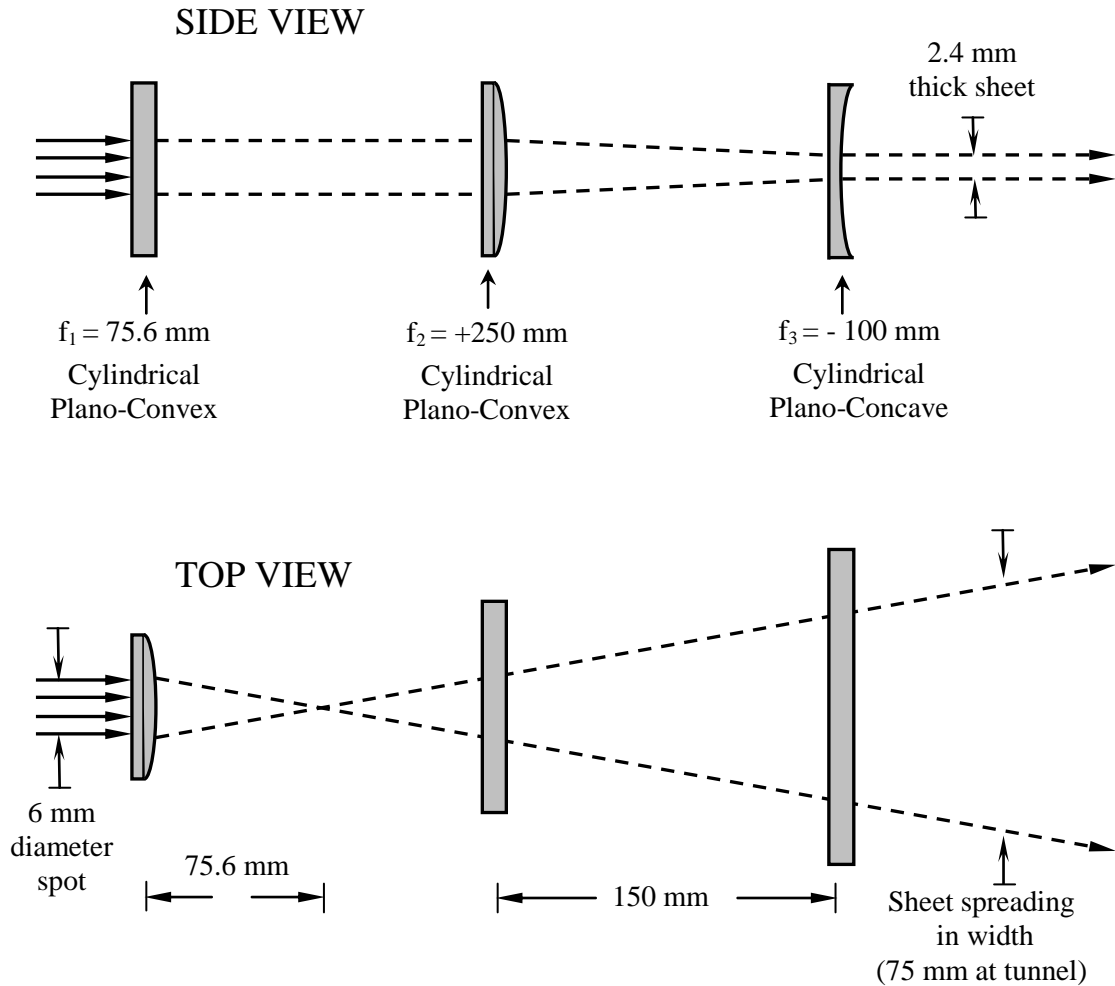 SIDE VIEW
2.4 mm
thick sheet
f₁ = 75.6 mm
Cylindrical
Plano-Convex
f₂ = +250 mm
Cylindrical
Plano-Convex
f₃ = - 100 mm
Cylindrical
Plano-Concave
TOP VIEW
6 mm
diameter
spot
75.6 mm
150 mm
Sheet spreading
in width
(75 mm at tunnel)